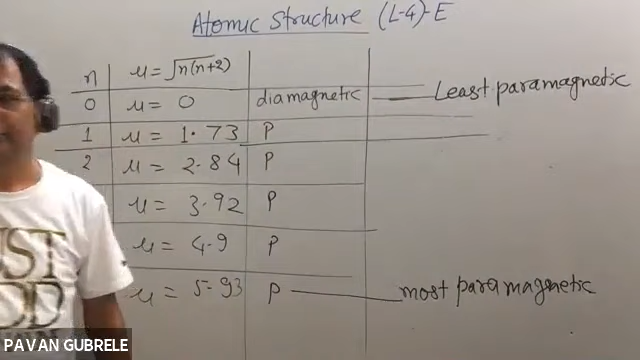 Atomic Structure (L-4)-E
n μ = √n(n+2)
0 μ = 0 diamagnetic Least paramagnetic
1 μ = 1.73 P
2 μ = 2.84 P
μ = 3.92 P
μ = 4.9 P
μ = 5.93 P most paramagnetic
PAVAN GUBRELE